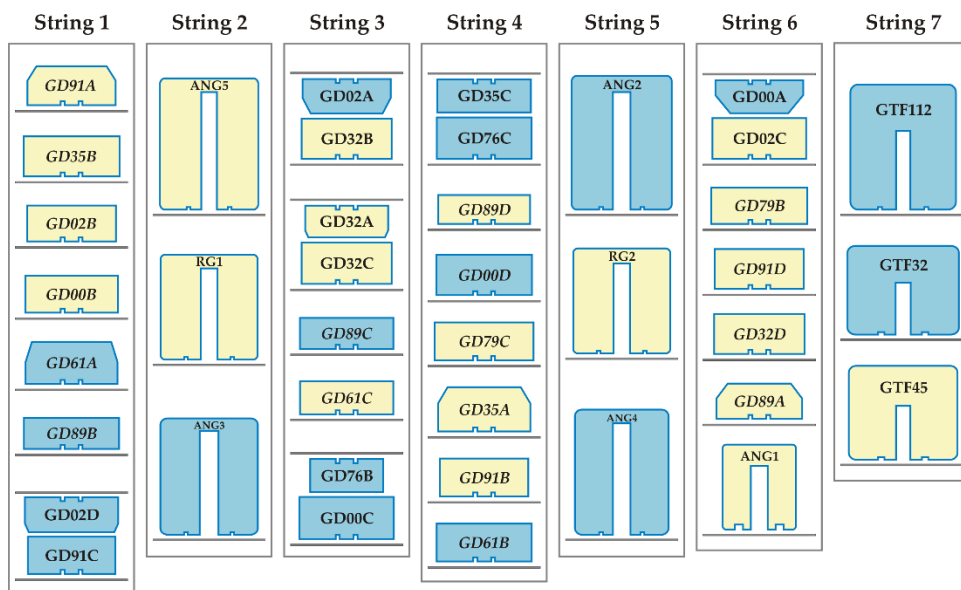 String 1
GD91A
GD35B
GD02B
GD00B
GD61A
GD89B
GD02D
GD91C
String 2
ANG5
RG1
ANG3
String 3
GD02A
GD32B
GD32A
GD32C
GD89C
GD61C
GD76B
GD00C
String 4
GD35C
GD76C
GD89D
GD00D
GD79C
GD35A
GD91B
GD61B
String 5
ANG2
RG2
ANG4
String 6
GD00A
GD02C
GD79B
GD91D
GD32D
GD89A
ANG1
String 7
GTF112
GTF32
GTF45